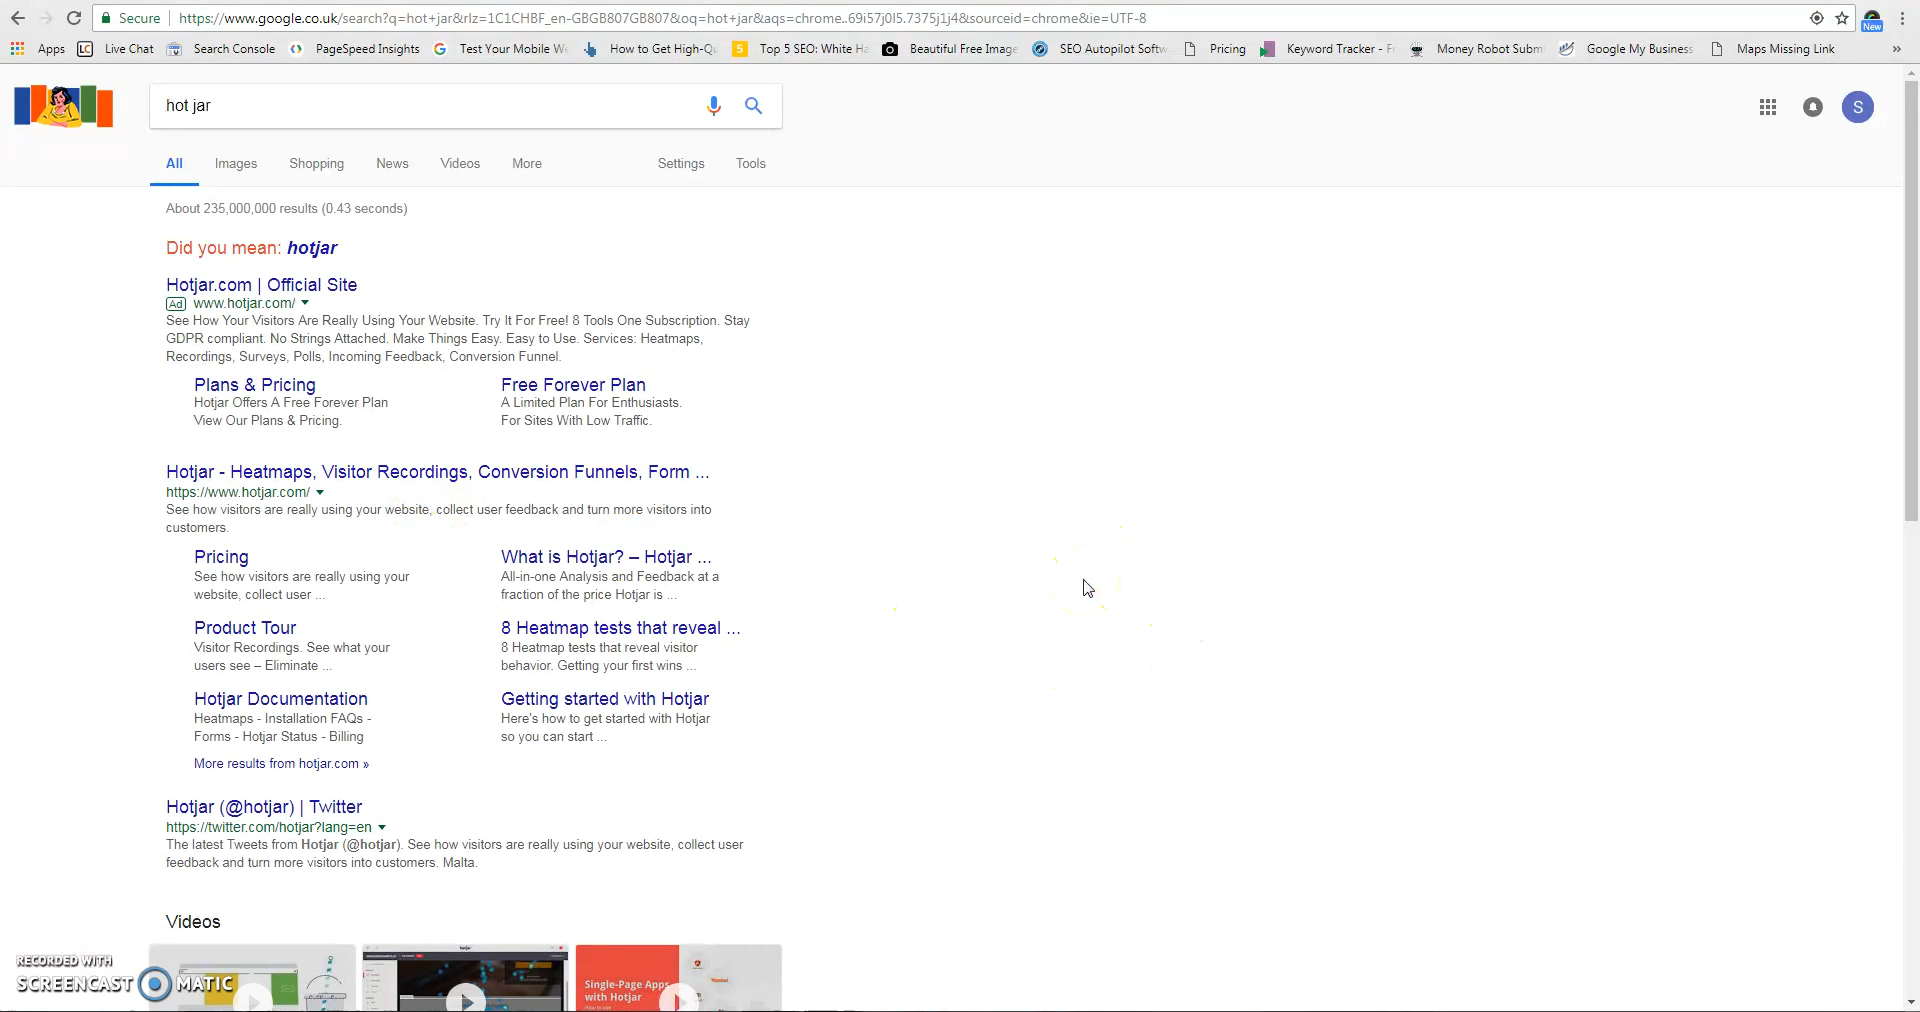 Secure https://www.google.co.uk/search?q=hot+jar&rlz=1C1CHBF_en-GBGB807GB807&oq=hot+jar&aqs=chrome..69i57j0l5.7375j1j4&sourceid=chrome&ie=UTF-8
New
Apps LC Live Chat Search Console PageSpeed Insights G Test Your Mobile We How to Get High-Qu 5 Top 5 SEO: White Ha Beautiful Free Image SEO Autopilot Softw Pricing Keyword Tracker - Fr Money Robot Subm Google My Business Maps Missing Link »
hot jar
S
All Images Shopping News Videos More Settings Tools
About 235,000,000 results (0.43 seconds)
Did you mean: hotjar
Hotjar.com | Official Site
Ad www.hotjar.com/
See How Your Visitors Are Really Using Your Website. Try It For Free! 8 Tools One Subscription. Stay
GDPR compliant. No Strings Attached. Make Things Easy. Easy to Use. Services: Heatmaps,
Recordings, Surveys, Polls, Incoming Feedback, Conversion Funnel.
Plans & Pricing Free Forever Plan
Hotjar Offers A Free Forever Plan A Limited Plan For Enthusiasts.
View Our Plans & Pricing. For Sites With Low Traffic.
Hotjar - Heatmaps, Visitor Recordings, Conversion Funnels, Form ...
https://www.hotjar.com/
See how visitors are really using your website, collect user feedback and turn more visitors into
customers.
Pricing What is Hotjar? – Hotjar ...
See how visitors are really using your All-in-one Analysis and Feedback at a
website, collect user ... fraction of the price Hotjar is ...
Product Tour 8 Heatmap tests that reveal ...
Visitor Recordings. See what your 8 Heatmap tests that reveal visitor
users see – Eliminate ... behavior. Getting your first wins ...
Hotjar Documentation Getting started with Hotjar
Heatmaps - Installation FAQs - Here's how to get started with Hotjar
Forms - Hotjar Status - Billing so you can start ...
More results from hotjar.com »
Hotjar (@hotjar) | Twitter
https://twitter.com/hotjar?lang=en
The latest Tweets from Hotjar (@hotjar). See how visitors are really using your website, collect user
feedback and turn more visitors into customers. Malta.
Videos
Single-Page Apps
with Hotjar
RECORDED WITH
SCREENCAST MATIC